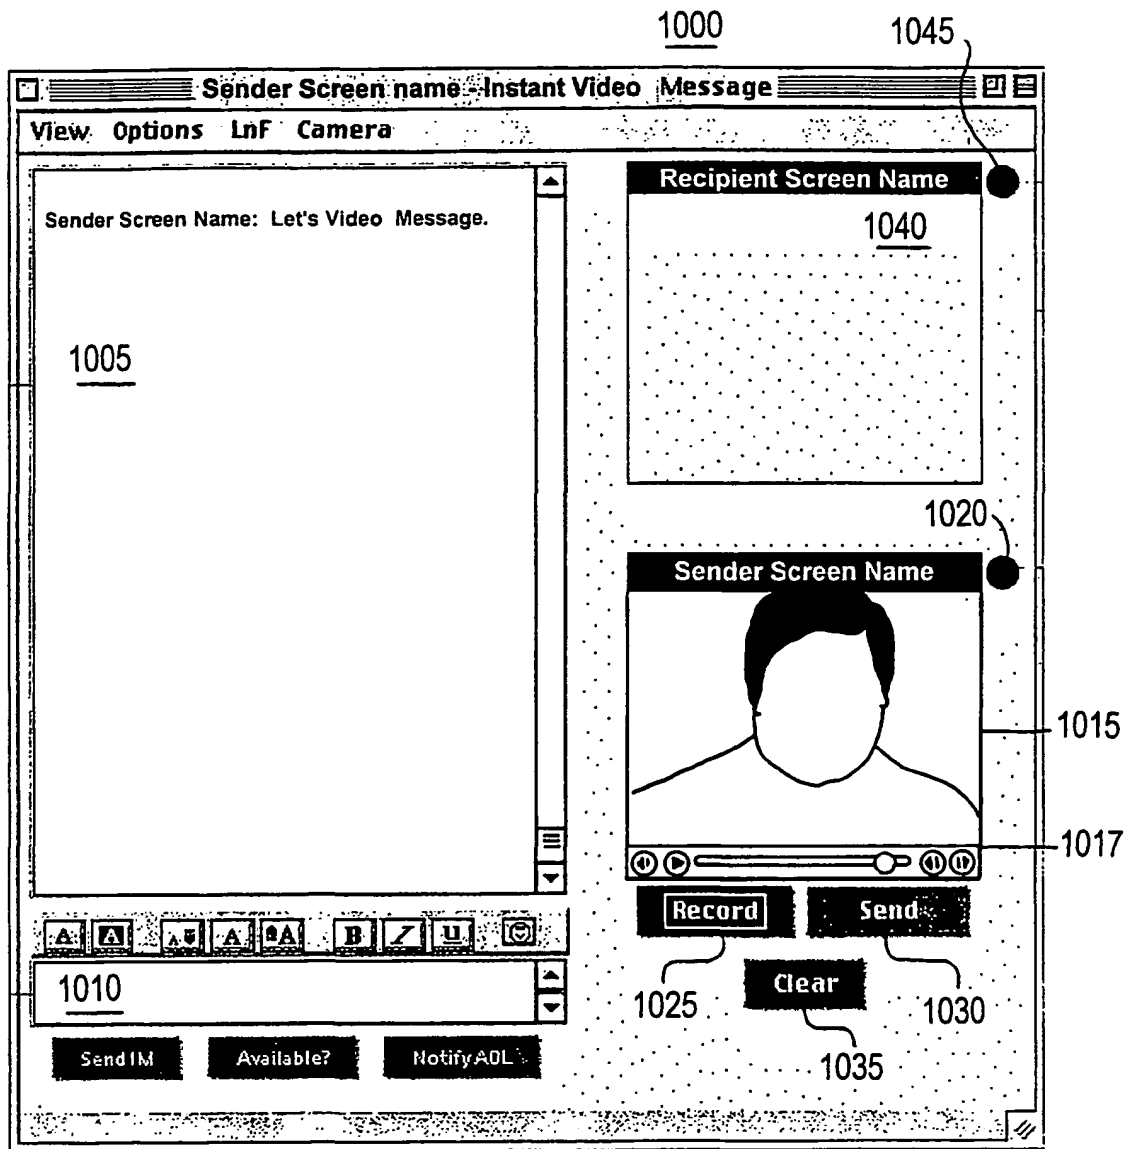 1000
1045
Sender Screen name - Instant Video Message
View Options LnF Camera
Recipient Screen Name
1040
Sender Screen Name: Let's Video Message.
1005
1020
Sender Screen Name
1015
1017
Record Send
A A A A A B I U
1010
1025
Clear
1030
1035
Send IM Available? Notify AOL